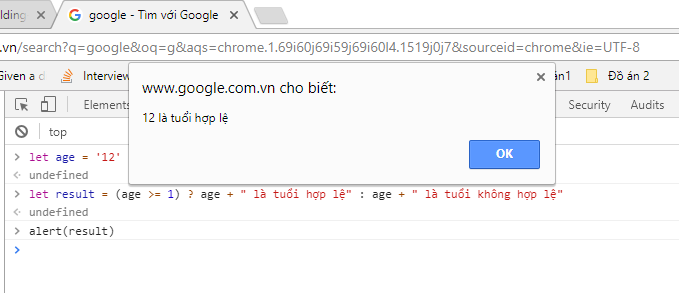 lding
google - Tìm với Google
.vn/search?q=google&oq=g&aqs=chrome.1.69i60j69i59j69i60l4.1519j0j7&sourceid=chrome&ie=UTF-8
Given a d
Interview
án1
Đồ án 2
www.google.com.vn cho biết:
12 là tuổi hợp lệ
OK
Elements
Security
Audits
top
let age = '12'
undefined
let result = (age >= 1) ? age + " là tuổi hợp lệ" : age + " là tuổi không hợp lệ"
undefined
alert(result)